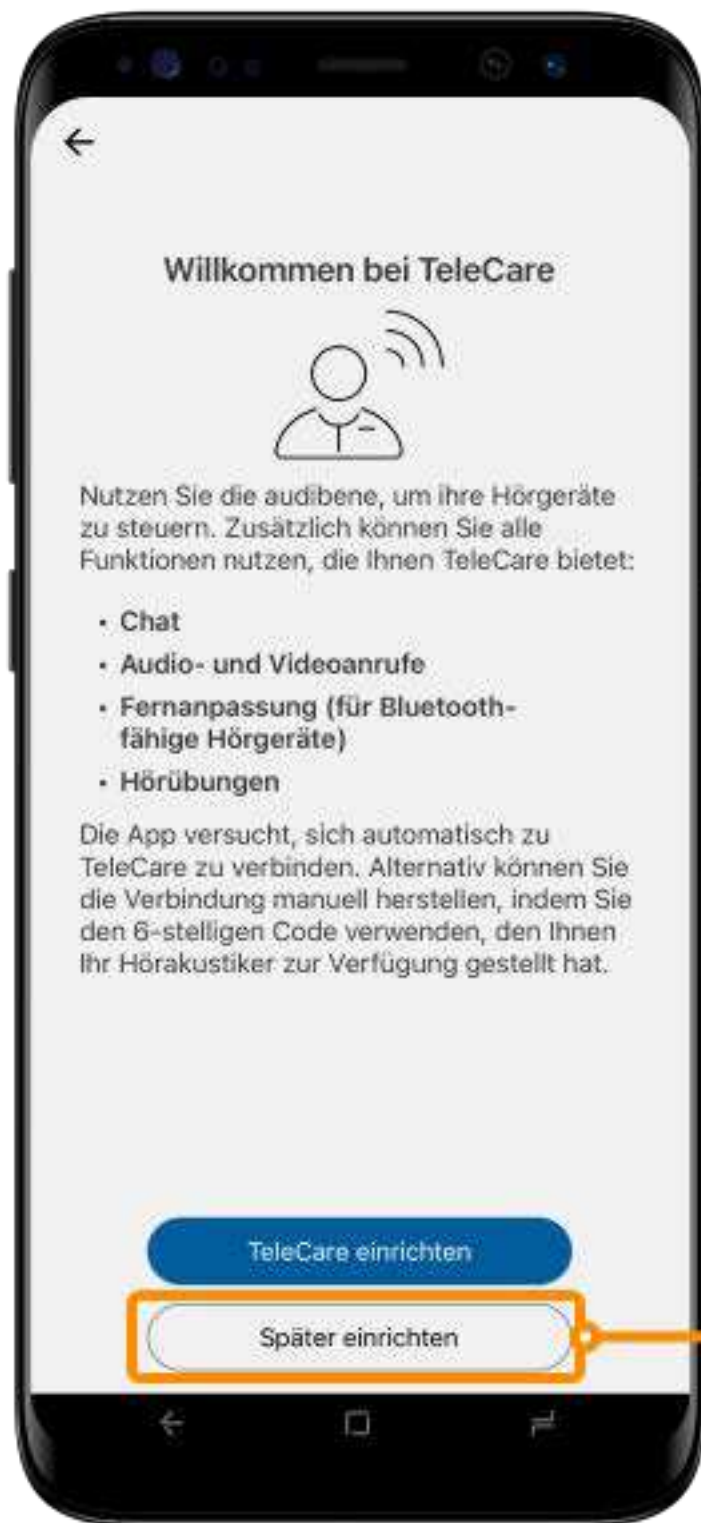 Willkommen bei TeleCare
Nutzen Sie die audibene, um ihre Hörgeräte
zu steuern. Zusätzlich können Sie alle
Funktionen nutzen, die Ihnen TeleCare bietet:
• Chat
• Audio- und Videoanrufe
• Fernanpassung (für Bluetooth-
fähige Hörgeräte)
• Hörübungen
Die App versucht, sich automatisch zu
TeleCare zu verbinden. Alternativ können Sie
die Verbindung manuell herstellen, indem Sie
den 6-stelligen Code verwenden, den Ihnen
Ihr Hörakustiker zur Verfügung gestellt hat.
TeleCare einrichten
Später einrichten